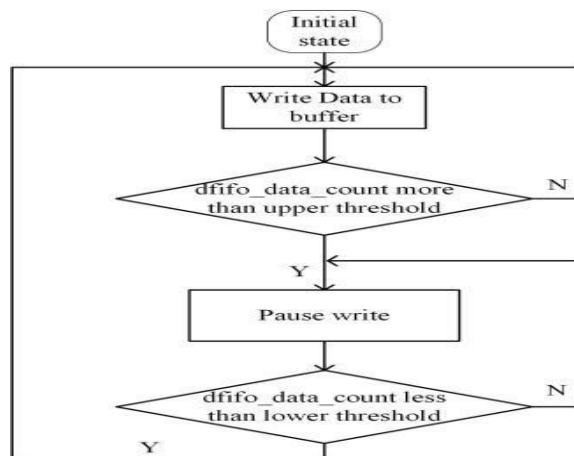 Initial
state
Write Data to
buffer
dfifo_data_count more
than upper threshold
N
Y
Pause write
dfifo_data_count less
than lower threshold
N
Y